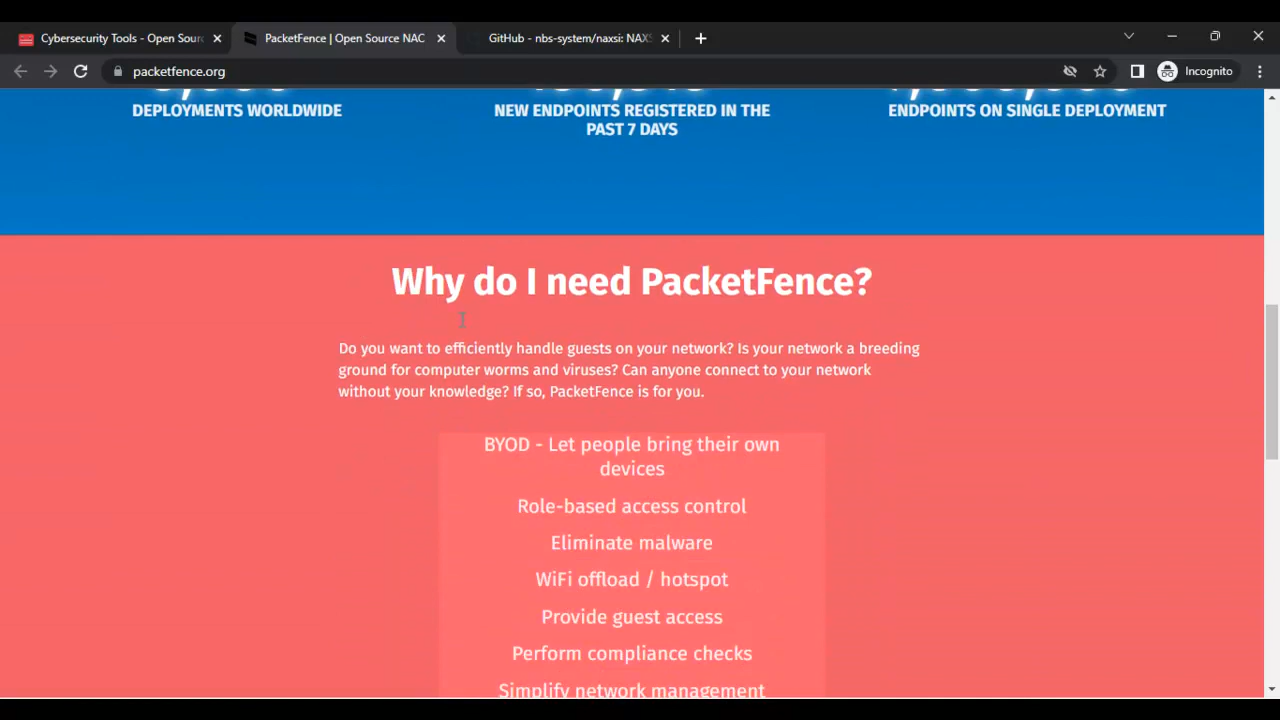 Cybersecurity Tools - Open Sour
PacketFence | Open Source NAC
GitHub - nbs-system/naxsi: NAXS
packetfence.org
Incognito
DEPLOYMENTS WORLDWIDE
NEW ENDPOINTS REGISTERED IN THE
PAST 7 DAYS
ENDPOINTS ON SINGLE DEPLOYMENT
Why do I need PacketFence?
Do you want to efficiently handle guests on your network? Is your network a breeding
ground for computer worms and viruses? Can anyone connect to your network
without your knowledge? If so, PacketFence is for you.
BYOD - Let people bring their own
devices
Role-based access control
Eliminate malware
WiFi offload / hotspot
Provide guest access
Perform compliance checks
Simplify network management